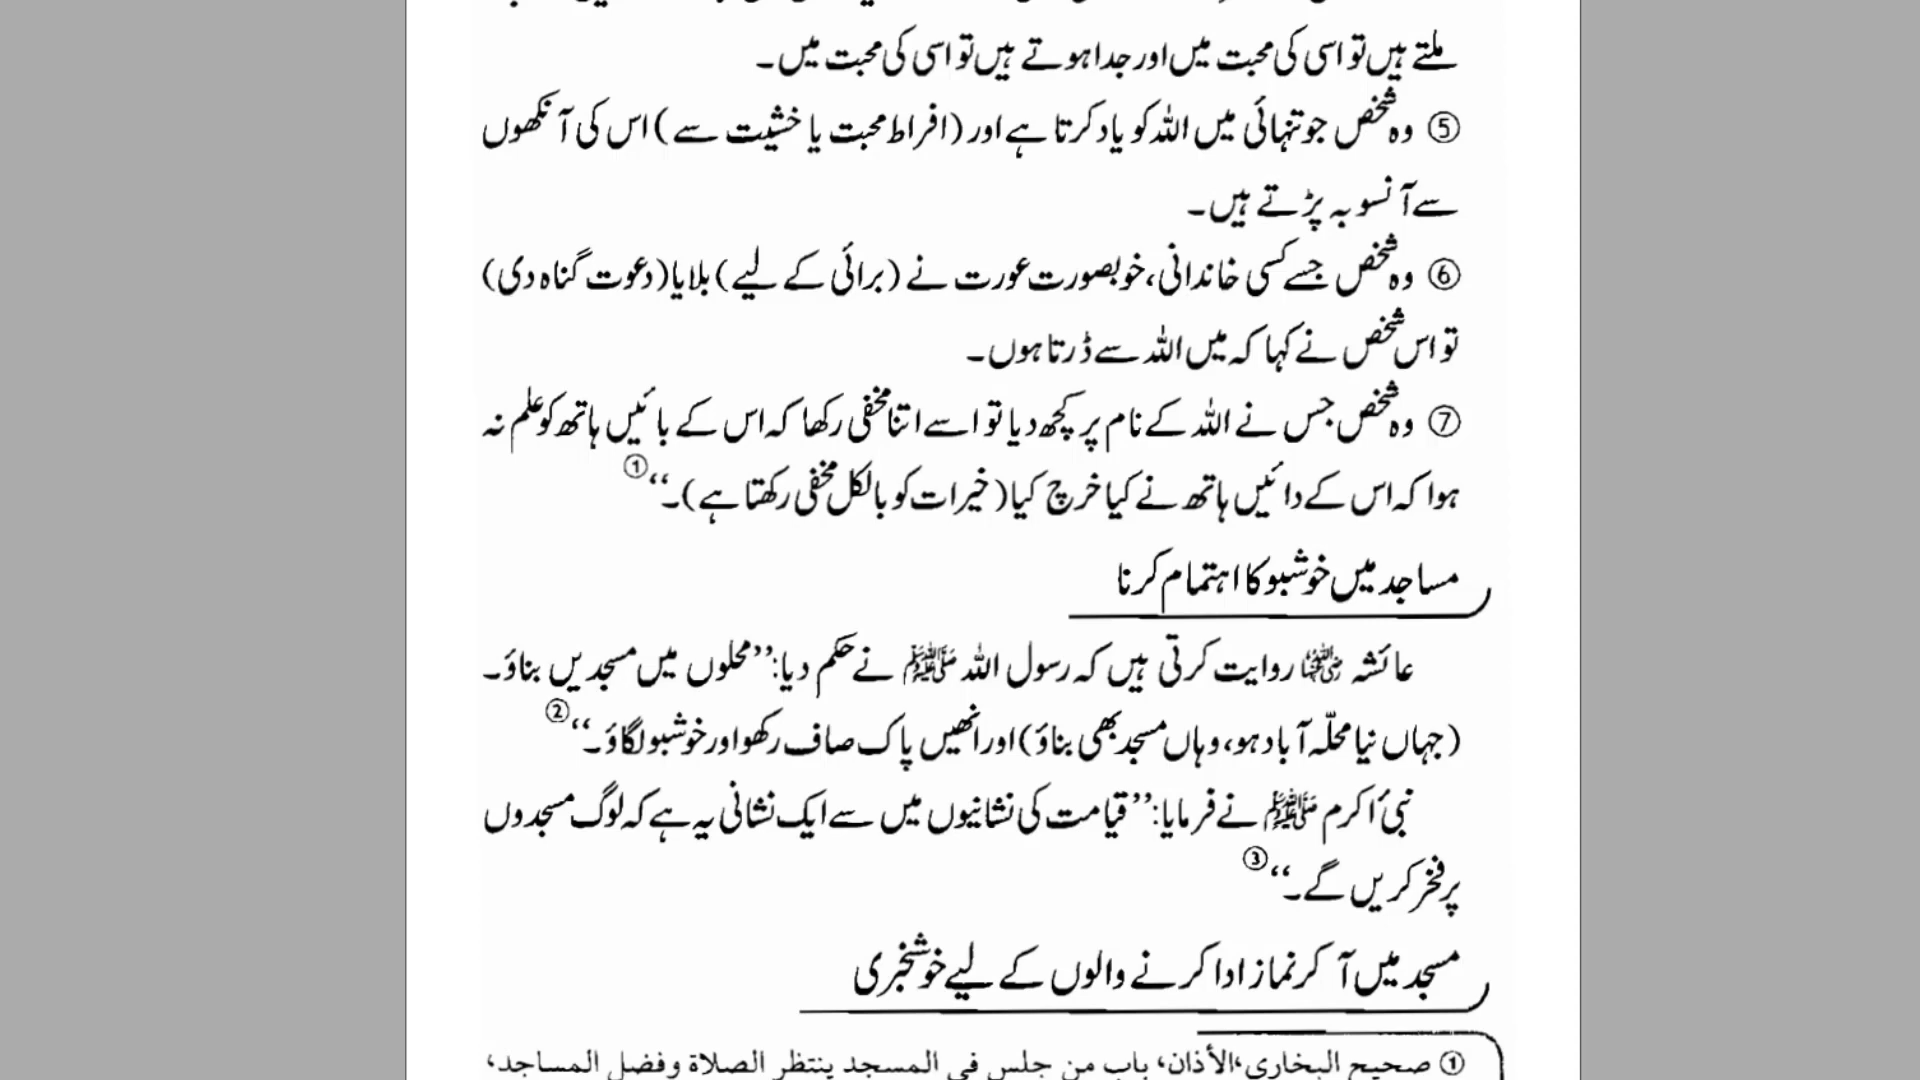 ملتے ہیں تو اسی کی محبت میں اور جدا ہوتے ہیں تو اسی کی محبت میں۔
⑤ وہ شخص جو تنہائی میں اللہ کو یاد کرتا ہے اور (افراط محبت یا خشیت سے) اس کی آنکھوں
سے آنسو بہ پڑتے ہیں۔
⑥ وہ شخص جسے کسی خاندانی، خوبصورت عورت نے (برائی کے لیے) بلایا (دعوت گناہ دی)
تو اس شخص نے کہا کہ میں اللہ سے ڈرتا ہوں۔
⑦ وہ شخص جس نے اللہ کے نام پر کچھ دیا تو اسے اتنا مخفی رکھا کہ اس کے بائیں ہاتھ کو علم نہ
ہوا کہ اس کے دائیں ہاتھ نے کیا خرچ کیا (خیرات کو بالکل مخفی رکھتا ہے)۔‘‘①
مساجد میں خوشبو کا اہتمام کرنا
عائشہ رضی اللہ عنہا روایت کرتی ہیں کہ رسول اللہ ﷺ نے حکم دیا: ’’محلوں میں مسجدیں بناؤ۔
(جہاں نیا محلّہ آباد ہو، وہاں مسجد بھی بناؤ) اور انھیں پاک صاف رکھو اور خوشبو لگاؤ۔‘‘②
نبیٔ اکرم ﷺ نے فرمایا: ’’قیامت کی نشانیوں میں سے ایک نشانی یہ ہے کہ لوگ مسجدوں
پر فخر کریں گے۔‘‘③
مسجد میں آ کر نماز ادا کرنے والوں کے لیے خوشخبری
① صحيح البخاري،الأذان، باب من جلس في المسجد ينتظر الصلاة وفضل المساجد،